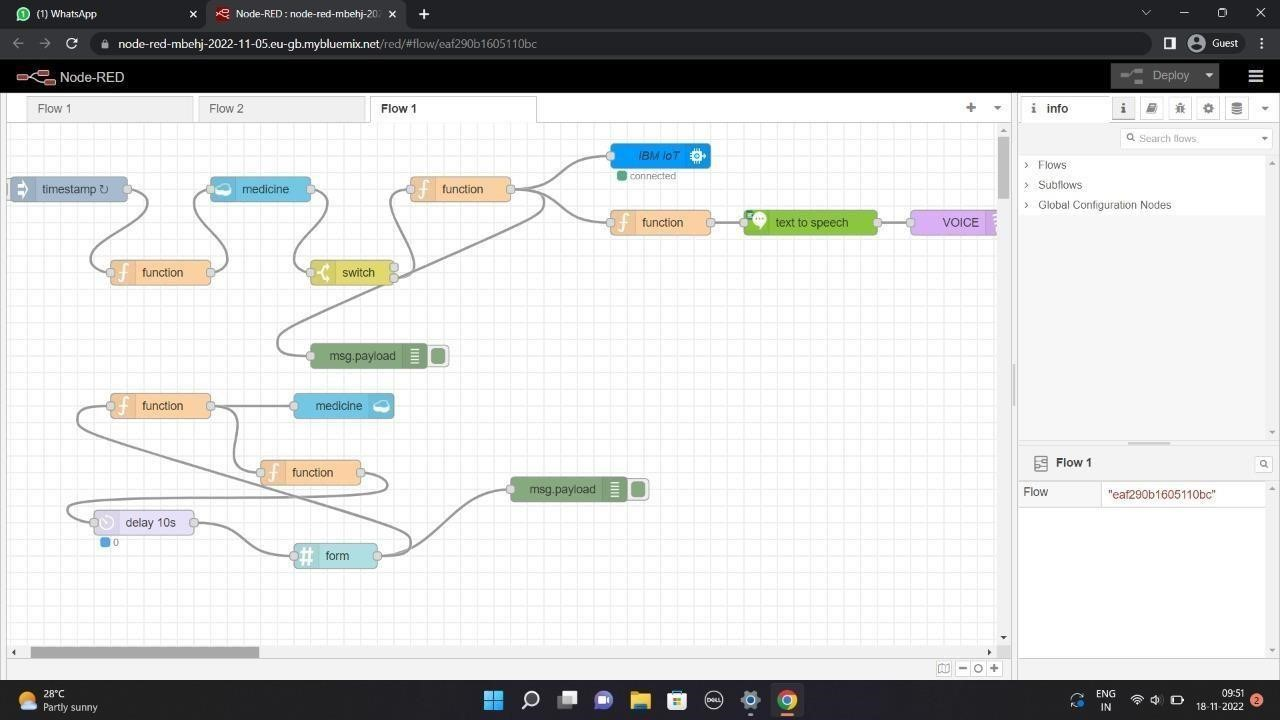 (1) WhatsApp
Node-RED : node-red-mbehj-202
node-red-mbehj-2022-11-05.eu-gb.mybluemix.net/red/#flow/eaf290b1605110bc
Guest
Node-RED
Deploy
Flow 1
Flow 2
Flow 1
info
Search flows
Flows
Subflows
Global Configuration Nodes
IBM IoT
connected
timestamp ↻
medicine
function
function
text to speech
VOICE
function
switch
msg.payload
function
medicine
function
msg.payload
delay 10s
0
form
Flow 1
Flow
"eaf290b1605110bc"
28°C
Partly sunny
DELL
ENG
IN
09:51
18-11-2022
2